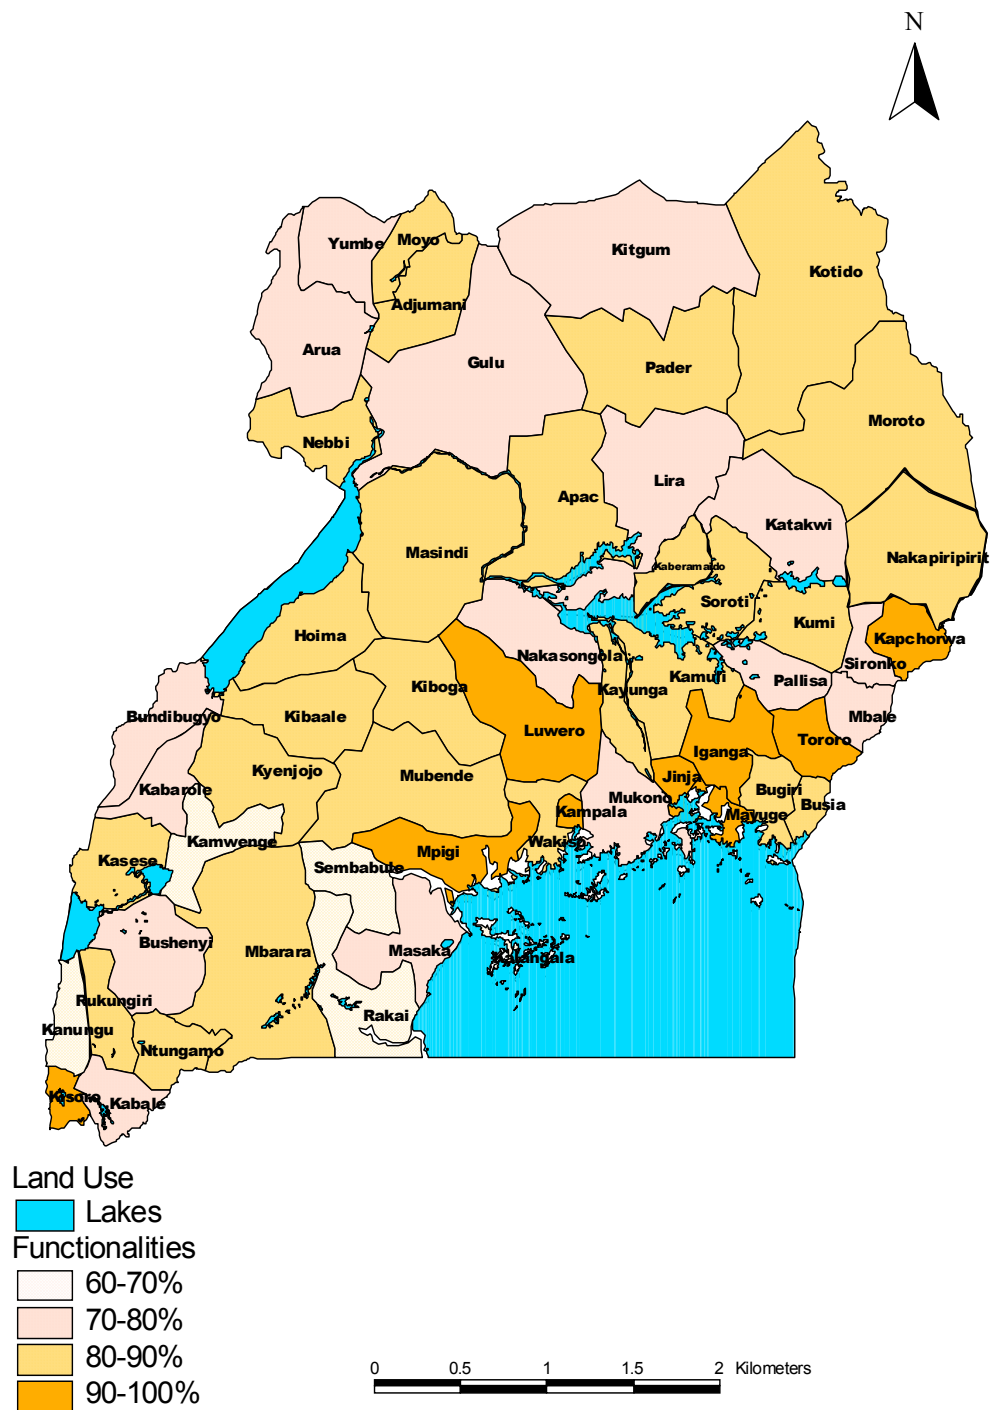 N
Yumbe
Moyo
Kitgum
Kotido
Adjumani
Arua
Gulu
Pader
Moroto
Nebbi
Lira
Apac
Katakwi
Masindi
Nakapiripirit
Kaberamaido
Soroti
Kumi
Hoima
Kapchorwa
Nakasongola
Sironko
Kamuli
Pallisa
Kiboga
Kayunga
Bundibugyo
Kibaale
Mbale
Luwero
Tororo
Iganga
Kyenjojo
Mubende
Jinja
Kabarole
Bugiri
Mukono
Busia
Kampala
Mayuge
Kamwenge
Wakiso
Mpigi
Kasese
Sembabule
Bushenyi
Mbarara
Masaka
Kalangala
Rukungiri
Rakai
Kanungu
Ntungamo
Kisoro
Kabale
Land Use
Lakes
Functionalities
60-70%
70-80%
80-90%
90-100%
0 0.5 1 1.5 2 Kilometers